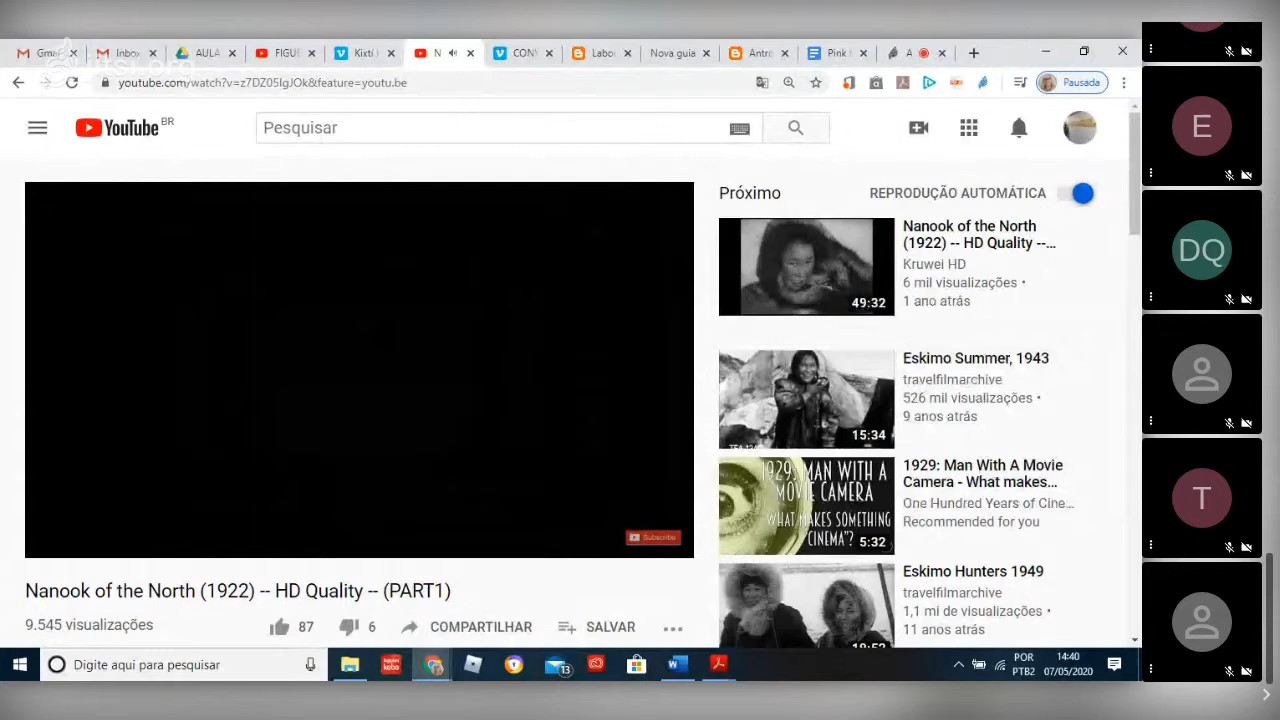 Gma
Inbox
AULA
FIGU
Kixtí
N
CON
Labo
Nova guia
Antr
Pink
A
youtube.com/watch?v=z7DZ05IgJOk&feature=youtu.be
Pausada
YouTube BR
Pesquisar
Próximo
REPRODUÇÃO AUTOMÁTICA
Nanook of the North
(1922) -- HD Quality --...
Kruwei HD
6 mil visualizações •
1 ano atrás
49:32
Eskimo Summer, 1943
travelfilmarchive
526 mil visualizações •
9 anos atrás
15:34
1929: MAN WITH A
MOVIE CAMERA
WHAT MAKES SOMETHING
CINEMA"?
5:32
1929: Man With A Movie
Camera - What makes...
One Hundred Years of Cine...
Recommended for you
Eskimo Hunters 1949
travelfilmarchive
1,1 mi de visualizações •
11 anos atrás
Subscribe
Nanook of the North (1922) -- HD Quality -- (PART1)
9.545 visualizações
87
6
COMPARTILHAR
SALVAR
Digite aqui para pesquisar
13
POR
PTB2
14:40
07/05/2020
E
DQ
T